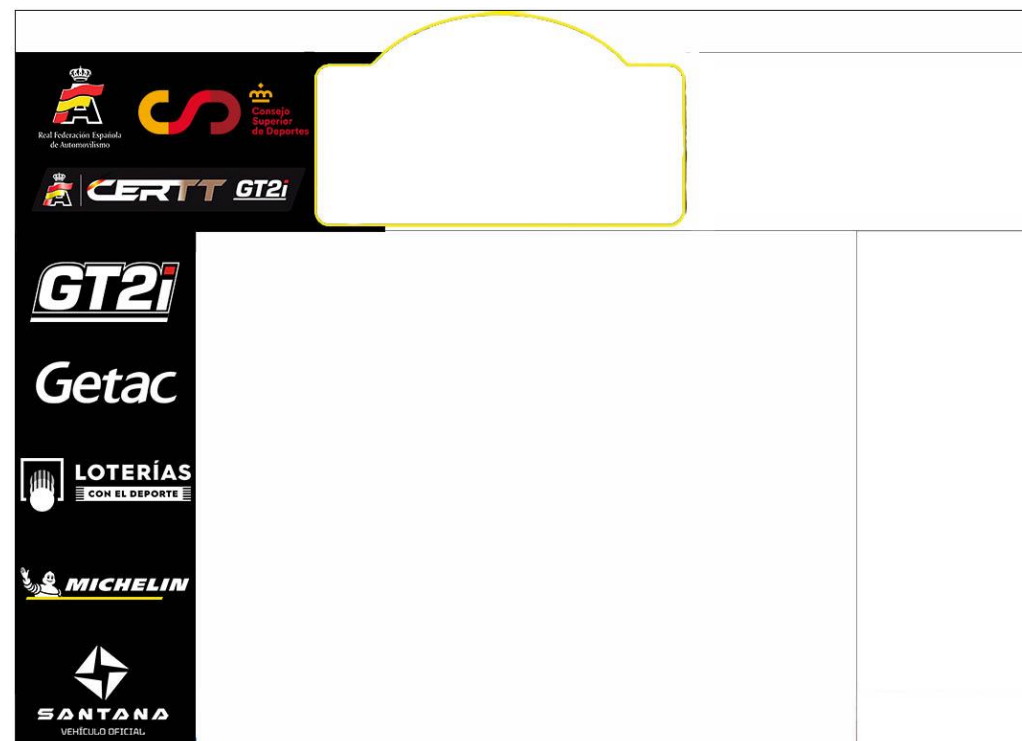 Real Federación Española
de Automovilismo
Consejo
Superior
de Deportes
CERTT GT2i
GT2i
Getac
LOTERÍAS
CON EL DEPORTE
MICHELIN
SANTANA
VEHÍCULO OFICIAL